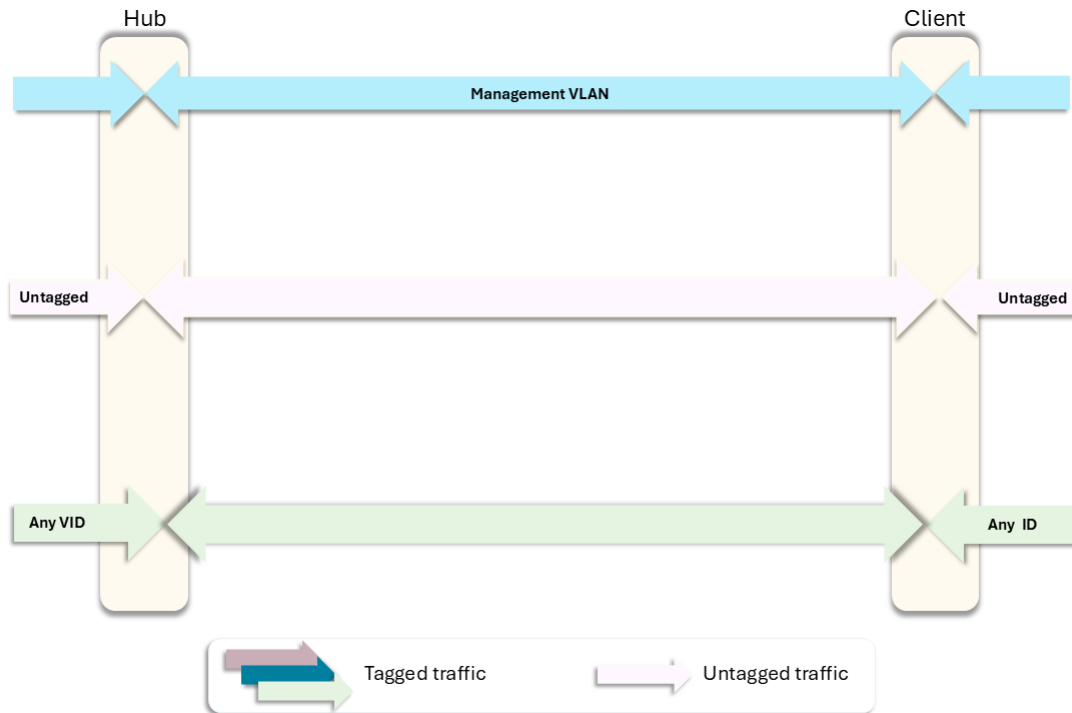 Hub
Client
Management VLAN
Untagged
Untagged
Any VID
Any ID
Tagged traffic
Untagged traffic